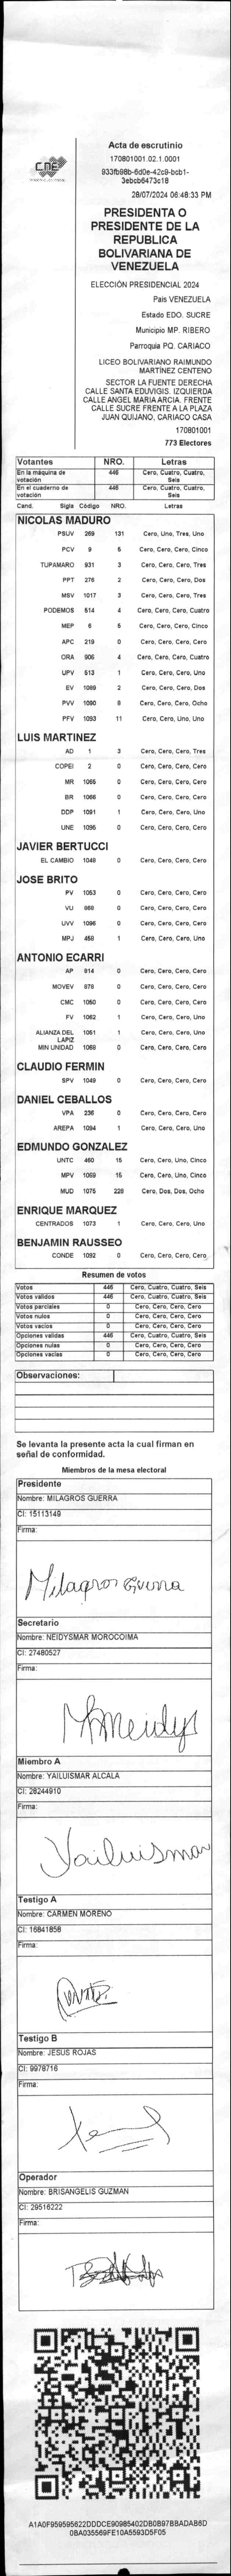 CNE
Acta de escrutinio
170801001.02.1.0001
933fb98b-6d0e-42c9-bcb1-
3ebcb6473c18
28/07/2024 06:48:33 PM
PRESIDENTA O
PRESIDENTE DE LA
REPUBLICA
BOLIVARIANA DE
VENEZUELA
ELECCIÓN PRESIDENCIAL 2024
País VENEZUELA
Estado EDO. SUCRE
Municipio MP. RIBERO
Parroquia PQ. CARIACO
LICEO BOLIVARIANO RAIMUNDO
MARTÍNEZ CENTENO
SECTOR LA FUENTE DERECHA
CALLE SANTA EDUVIGIS. IZQUIERDA
CALLE ANGEL MARIA ARCIA. FRENTE
CALLE SUCRE FRENTE A LA PLAZA
JUAN QUIJANO, CARIACO CASA
170801001
773 Electores
Votantes NRO. Letras
En la máquina de votación 446 Cero, Cuatro, Cuatro, Seis
En el cuaderno de votación 446 Cero, Cuatro, Cuatro, Seis
Cand. Sigla Código NRO. Letras
NICOLAS MADURO
PSUV 269 131 Cero, Uno, Tres, Uno
PCV 9 5 Cero, Cero, Cero, Cinco
TUPAMARO 931 3 Cero, Cero, Cero, Tres
PPT 276 2 Cero, Cero, Cero, Dos
MSV 1017 3 Cero, Cero, Cero, Tres
PODEMOS 514 4 Cero, Cero, Cero, Cuatro
MEP 6 5 Cero, Cero, Cero, Cinco
APC 219 0 Cero, Cero, Cero, Cero
ORA 906 4 Cero, Cero, Cero, Cuatro
UPV 513 1 Cero, Cero, Cero, Uno
EV 1089 2 Cero, Cero, Cero, Dos
PVV 1090 8 Cero, Cero, Cero, Ocho
PFV 1093 11 Cero, Cero, Uno, Uno
LUIS MARTINEZ
AD 1 3 Cero, Cero, Cero, Tres
COPEI 2 0 Cero, Cero, Cero, Cero
MR 1065 0 Cero, Cero, Cero, Cero
BR 1066 0 Cero, Cero, Cero, Cero
DDP 1091 1 Cero, Cero, Cero, Uno
UNE 1095 0 Cero, Cero, Cero, Cero
JAVIER BERTUCCI
EL CAMBIO 1048 0 Cero, Cero, Cero, Cero
JOSE BRITO
PV 1053 0 Cero, Cero, Cero, Cero
VU 868 0 Cero, Cero, Cero, Cero
UVV 1096 0 Cero, Cero, Cero, Cero
MPJ 458 1 Cero, Cero, Cero, Uno
ANTONIO ECARRI
AP 814 0 Cero, Cero, Cero, Cero
MOVEV 878 0 Cero, Cero, Cero, Cero
CMC 1050 0 Cero, Cero, Cero, Cero
FV 1062 1 Cero, Cero, Cero, Uno
ALIANZA DEL LAPIZ 1051 1 Cero, Cero, Cero, Uno
MIN UNIDAD 1068 0 Cero, Cero, Cero, Cero
CLAUDIO FERMIN
SPV 1049 0 Cero, Cero, Cero, Cero
DANIEL CEBALLOS
VPA 236 0 Cero, Cero, Cero, Cero
AREPA 1094 1 Cero, Cero, Cero, Uno
EDMUNDO GONZALEZ
UNTC 460 15 Cero, Cero, Uno, Cinco
MPV 1069 15 Cero, Cero, Uno, Cinco
MUD 1075 228 Cero, Dos, Dos, Ocho
ENRIQUE MARQUEZ
CENTRADOS 1073 1 Cero, Cero, Cero, Uno
BENJAMIN RAUSSEO
CONDE 1092 0 Cero, Cero, Cero, Cero
Resumen de votos
Votos 446 Cero, Cuatro, Cuatro, Seis
Votos validos 446 Cero, Cuatro, Cuatro, Seis
Votos parciales 0 Cero, Cero, Cero, Cero
Votos nulos 0 Cero, Cero, Cero, Cero
Votos vacios 0 Cero, Cero, Cero, Cero
Opciones validas 446 Cero, Cuatro, Cuatro, Seis
Opciones nulas 0 Cero, Cero, Cero, Cero
Opciones vacias 0 Cero, Cero, Cero, Cero
Observaciones:
Se levanta la presente acta la cual firman en
señal de conformidad.
Miembros de la mesa electoral
Presidente
Nombre: MILAGROS GUERRA
CI: 15113149
Firma:
Milagros Guerra
Secretario
Nombre: NEIDYSMAR MOROCOIMA
CI: 27480527
Firma:
Miembro A
Nombre: YAILUISMAR ALCALA
CI: 28244910
Firma:
Yailuismar
Testigo A
Nombre: CARMEN MORENO
CI: 16841858
Firma:
Testigo B
Nombre: JESUS ROJAS
CI: 9978716
Firma:
Operador
Nombre: BRISANGELIS GUZMAN
CI: 29516222
Firma:
A1A0F959595622DDDCE90985402DB0B97BBADAB6D
0BA035569FE10A5593D5F05